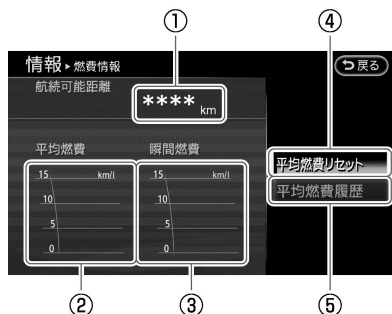 ① ④
情報▸燃費情報 戻る
航続可能距離
**** km
平均燃費 瞬間燃費
平均燃費リセット
平均燃費履歴
15 km/l 15 km/l
10 10
5 5
0 0
② ③ ⑤